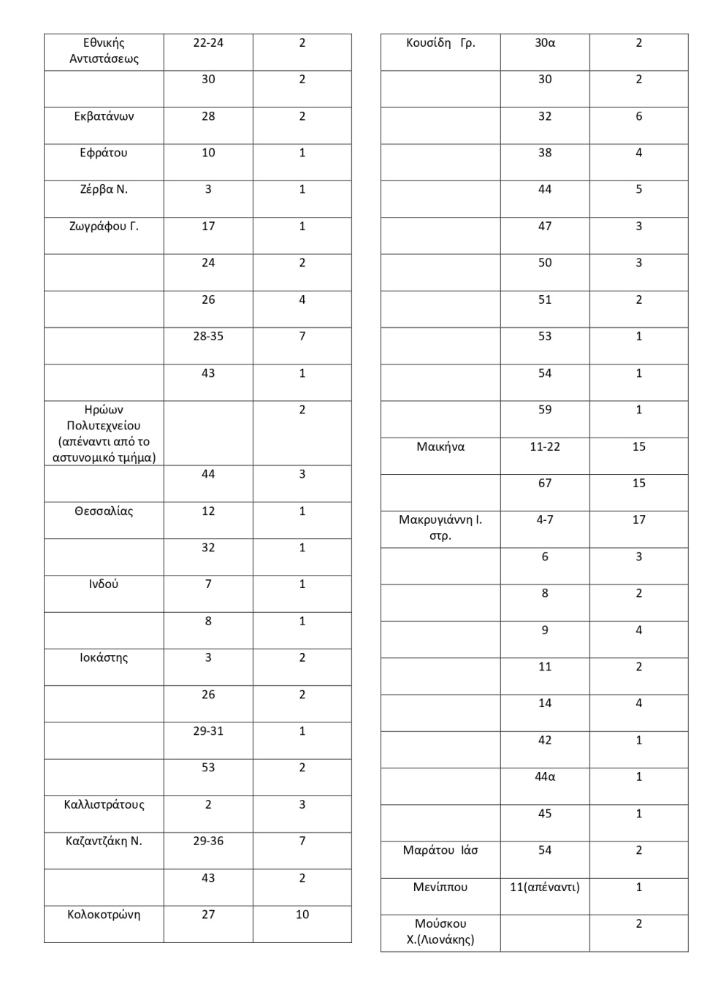 Εθνικής 22-24 2
Αντιστάσεως
30 2
Εκβατάνων 28 2
Εφράτου 10 1
Ζέρβα Ν. 3 1
Ζωγράφου Γ. 17 1
24 2
26 4
28-35 7
43 1
Ηρώων 2
Πολυτεχνείου
(απέναντι από το
αστυνομικό τμήμα)
44 3
Θεσσαλίας 12 1
32 1
Ινδού 7 1
8 1
Ιοκάστης 3 2
26 2
29-31 1
53 2
Καλλιστράτους 2 3
Καζαντζάκη Ν. 29-36 7
43 2
Κολοκοτρώνη 27 10
Κουσίδη Γρ. 30α 2
30 2
32 6
38 4
44 5
47 3
50 3
51 2
53 1
54 1
59 1
Μαικήνα 11-22 15
67 15
Μακρυγιάννη Ι. 4-7 17
στρ.
6 3
8 2
9 4
11 2
14 4
42 1
44α 1
45 1
Μαράτου Ιάσ 54 2
Μενίππου 11(απέναντι) 1
Μούσκου 2
Χ.(Λιονάκης)